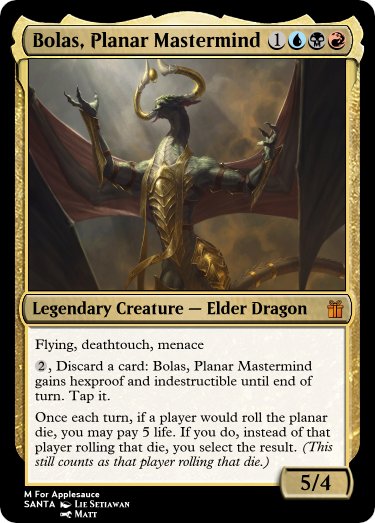 Bolas, Planar Mastermind 1
Legendary Creature — Elder Dragon
Flying, deathtouch, menace
2, Discard a card: Bolas, Planar Mastermind
gains hexproof and indestructible until end of
turn. Tap it.
Once each turn, if a player would roll the planar
die, you may pay 5 life. If you do, instead of that
player rolling that die, you select the result. (This
still counts as that player rolling that die.)
5/4
M For Applesauce
SANTA Lie Setiawan
Matt